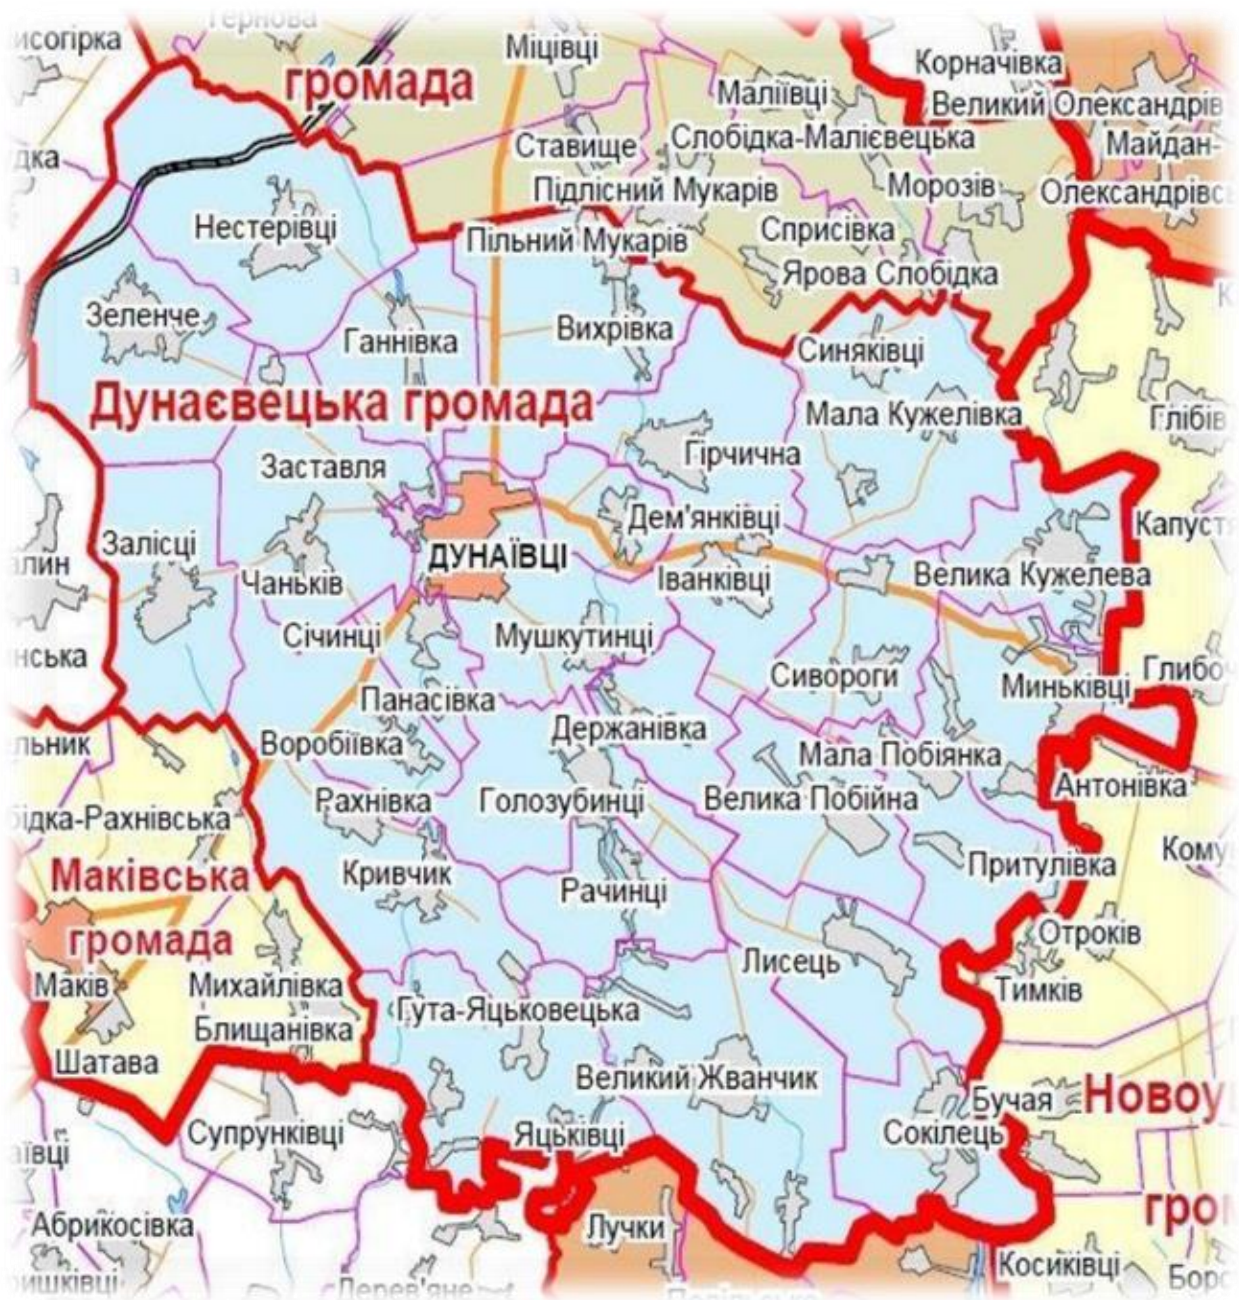 громада
Міцівці
Корначівка
Маліївці
Великий Олександрів
Ставище
Слобідка-Малієвецька
Майдан-
Підлісний Мукарів
Морозів
Нестерівці
Пільний Мукарів
Сприсівка
Ярова Слобідка
Зеленче
Ганнівка
Вихрівка
Синяківці
Дунаєвецька громада
Мала Кужелівка
Заставля
Гірчична
Дем'янківці
Залісці
ДУНАЇВЦІ
Чаньків
Іванківці
Велика Кужелева
Січинці
Мушкутинці
Сивороги
Миньківці
Панасівка
Держанівка
Воробіївка
Мала Побіянка
Антонівка
Рахнівка
Голозубинці
Велика Побійна
Маківська
громада
Кривчик
Рачинці
Притулівка
Отроків
Лисець
Тимків
Маків
Михайлівка
Гута-Яцьковецька
Блищанівка
Шатава
Великий Жванчик
Бучая
Супрунківці
Яцьківці
Сокілець
Абрикосівка
Лучки
Косиківці